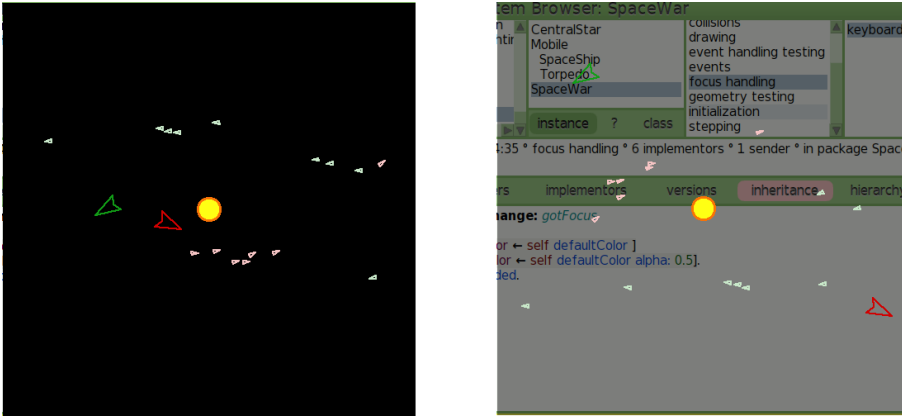 tem Browser: SpaceWar
CentralStar
Mobile
SpaceShip
Torpedo
SpaceWar
instance ? class
collisions
drawing
event handling testing
events
focus handling
geometry testing
initialization
stepping
keyboard
4:35 ° focus handling ° 6 implementors ° 1 sender ° in package Space
rs implementors versions inheritance hierarchy
hange: gotFocus
or ← self defaultColor ]
lor ← self defaultColor alpha: 0.5].
ded.